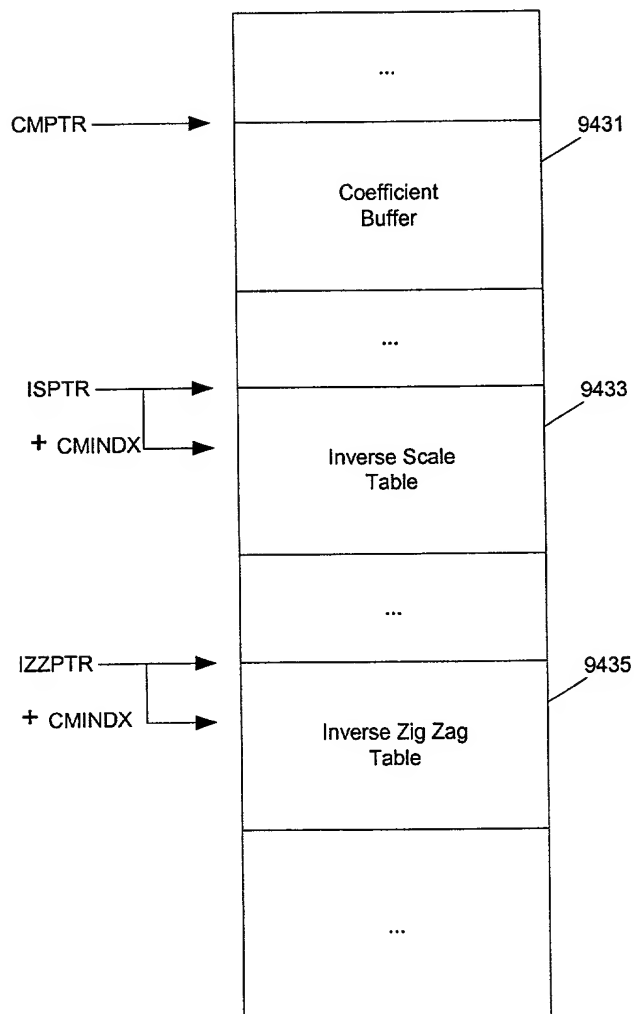 ...
CMPTR
9431
Coefficient
Buffer
...
ISPTR
9433
+ CMINDX
Inverse Scale
Table
...
IZZPTR
9435
+ CMINDX
Inverse Zig Zag
Table
...